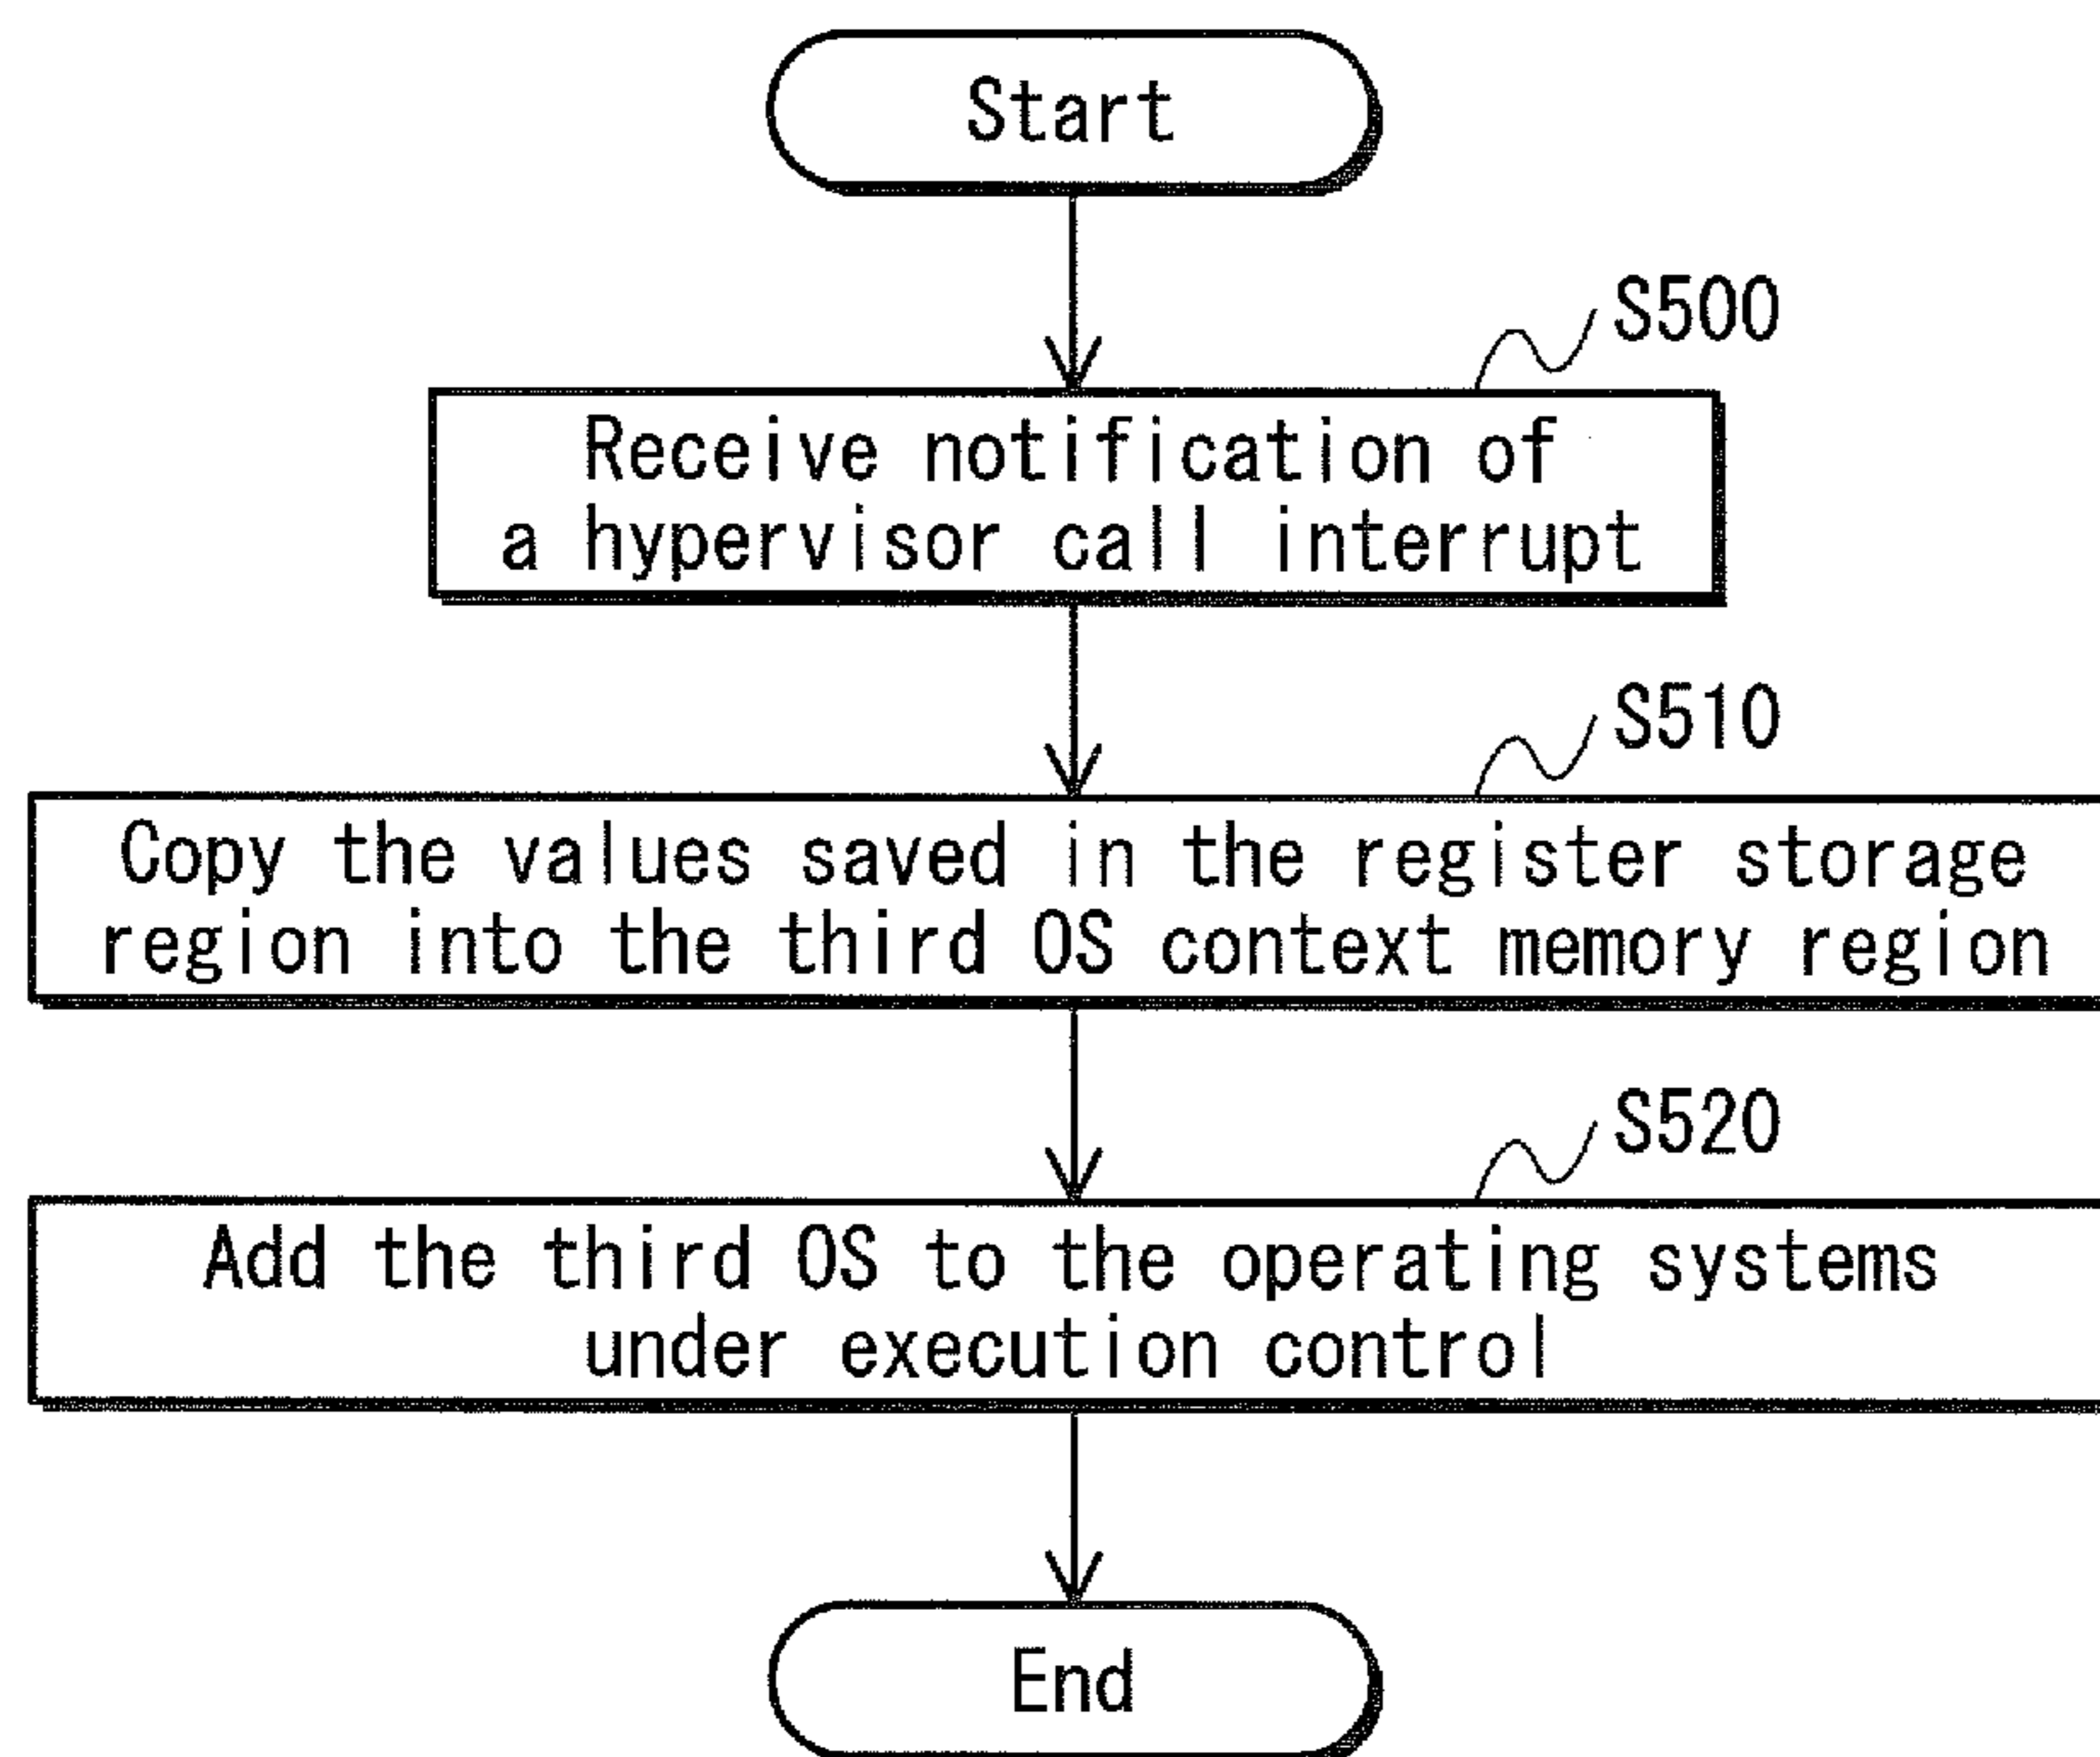 Start
S500
Receive notification of
a hypervisor call interrupt
S510
Copy the values saved in the register storage
region into the third OS context memory region
S520
Add the third OS to the operating systems
under execution control
End